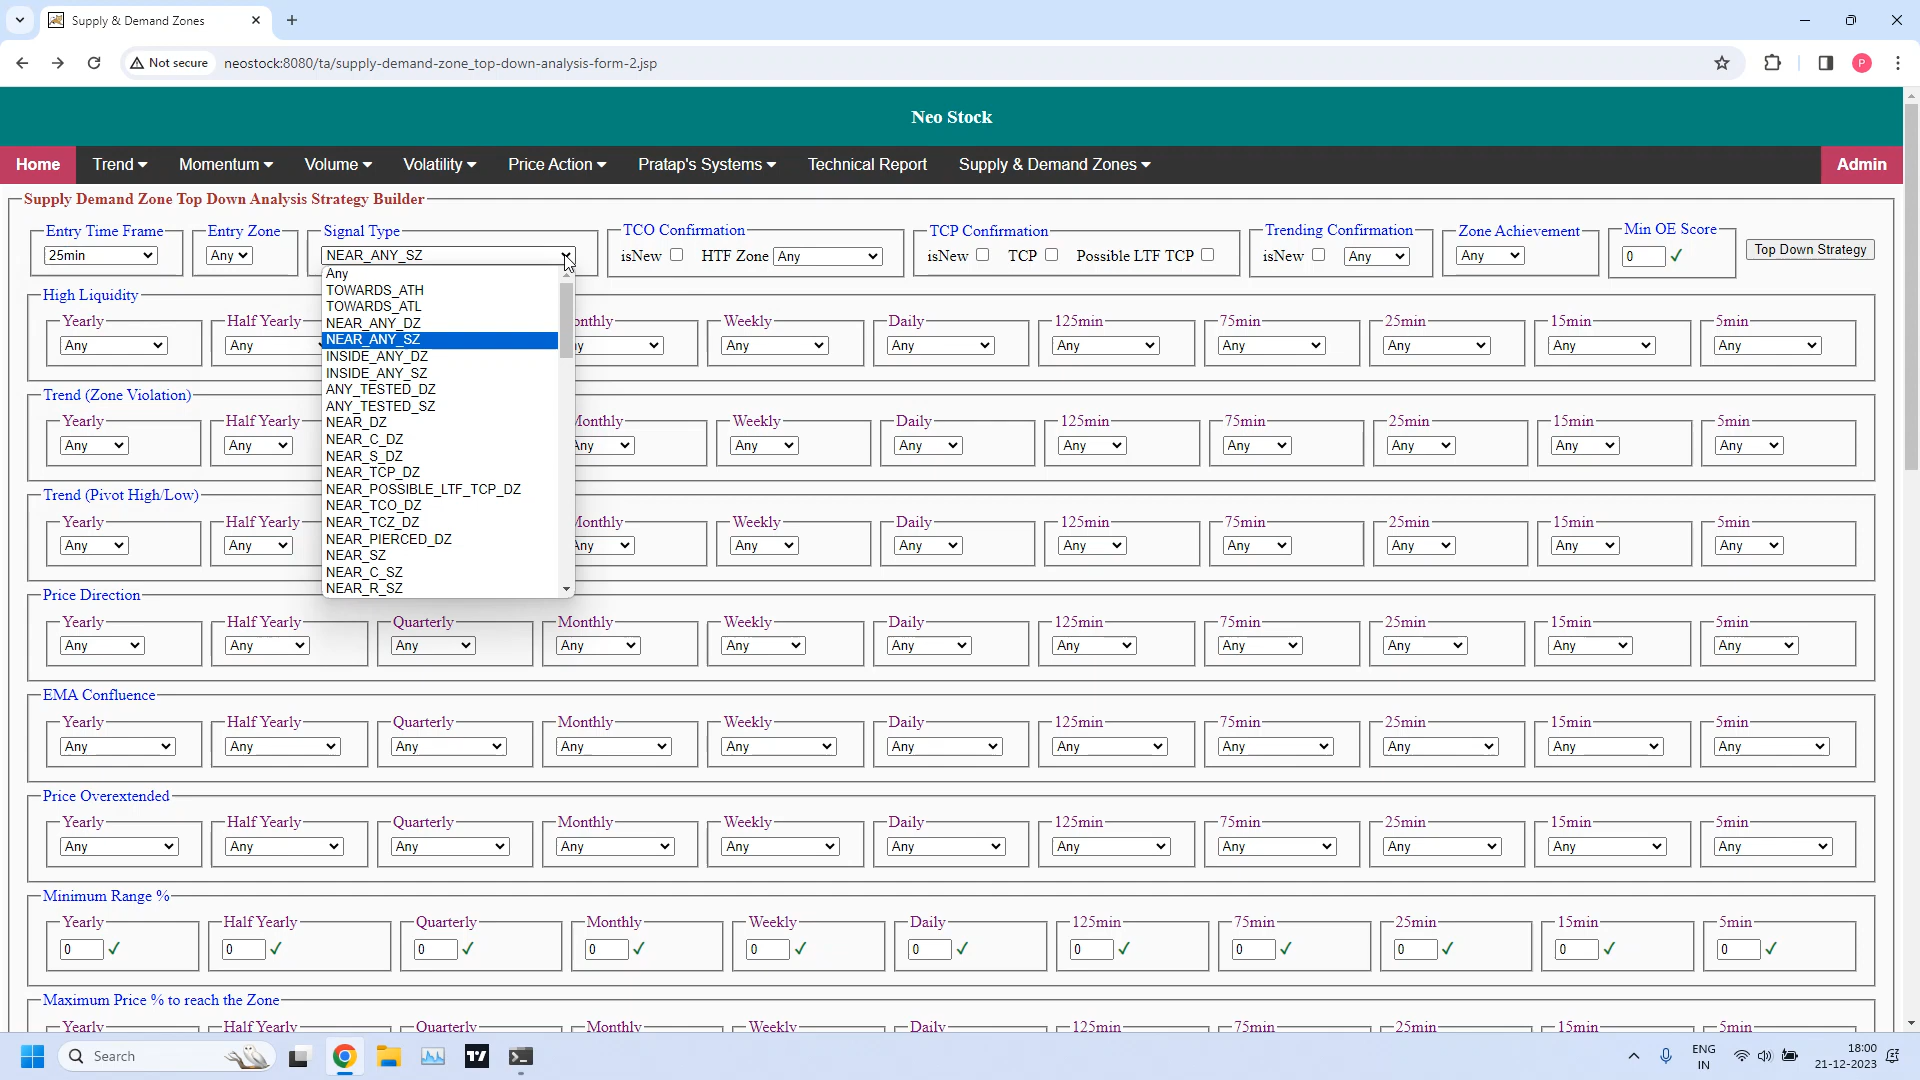 Supply & Demand Zones
Not secure
neostock:8080/ta/supply-demand-zone_top-down-analysis-form-2.jsp
P
Neo Stock
Home Trend Momentum Volume Volatility Price Action Pratap's Systems Technical Report Supply & Demand Zones Admin
Supply Demand Zone Top Down Analysis Strategy Builder
Entry Time Frame Entry Zone Signal Type TCO Confirmation TCP Confirmation Trending Confirmation Zone Achievement Min OE Score
25min Any NEAR_ANY_SZ isNew HTF Zone Any isNew TCP Possible LTF TCP isNew Any Any 0 Top Down Strategy
Any
TOWARDS_ATH
TOWARDS_ATL
NEAR_ANY_DZ
NEAR_ANY_SZ
INSIDE_ANY_DZ
INSIDE_ANY_SZ
ANY_TESTED_DZ
ANY_TESTED_SZ
NEAR_DZ
NEAR_C_DZ
NEAR_S_DZ
NEAR_TCP_DZ
NEAR_POSSIBLE_LTF_TCP_DZ
NEAR_TCO_DZ
NEAR_TCZ_DZ
NEAR_PIERCED_DZ
NEAR_SZ
NEAR_C_SZ
NEAR_R_SZ
High Liquidity
Yearly Half Yearly Weekly Daily 125min 75min 25min 15min 5min
Any Any Any Any Any Any Any Any Any
Trend (Zone Violation)
Yearly Half Yearly Monthly Weekly Daily 125min 75min 25min 15min 5min
Any Any Any Any Any Any Any Any Any Any
Trend (Pivot High/Low)
Yearly Half Yearly Monthly Weekly Daily 125min 75min 25min 15min 5min
Any Any Any Any Any Any Any Any Any Any
Price Direction
Yearly Half Yearly Quarterly Monthly Weekly Daily 125min 75min 25min 15min 5min
Any Any Any Any Any Any Any Any Any Any Any
EMA Confluence
Yearly Half Yearly Quarterly Monthly Weekly Daily 125min 75min 25min 15min 5min
Any Any Any Any Any Any Any Any Any Any Any
Price Overextended
Yearly Half Yearly Quarterly Monthly Weekly Daily 125min 75min 25min 15min 5min
Any Any Any Any Any Any Any Any Any Any Any
Minimum Range %
Yearly Half Yearly Quarterly Monthly Weekly Daily 125min 75min 25min 15min 5min
0 0 0 0 0 0 0 0 0 0 0
Maximum Price % to reach the Zone
Yearly Half Yearly Quarterly Monthly Weekly Daily 125min 75min 25min 15min 5min
Search
ENG
IN
18:00
21-12-2023